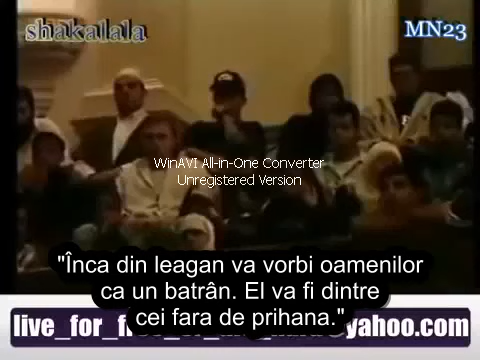 shakalala
MN23
WinAVI All-in-One Converter
Unregistered Version
"Înca din leagan va vorbi oamenilor
ca un batrân. El va fi dintre
cei fara de prihana."
@yahoo.com